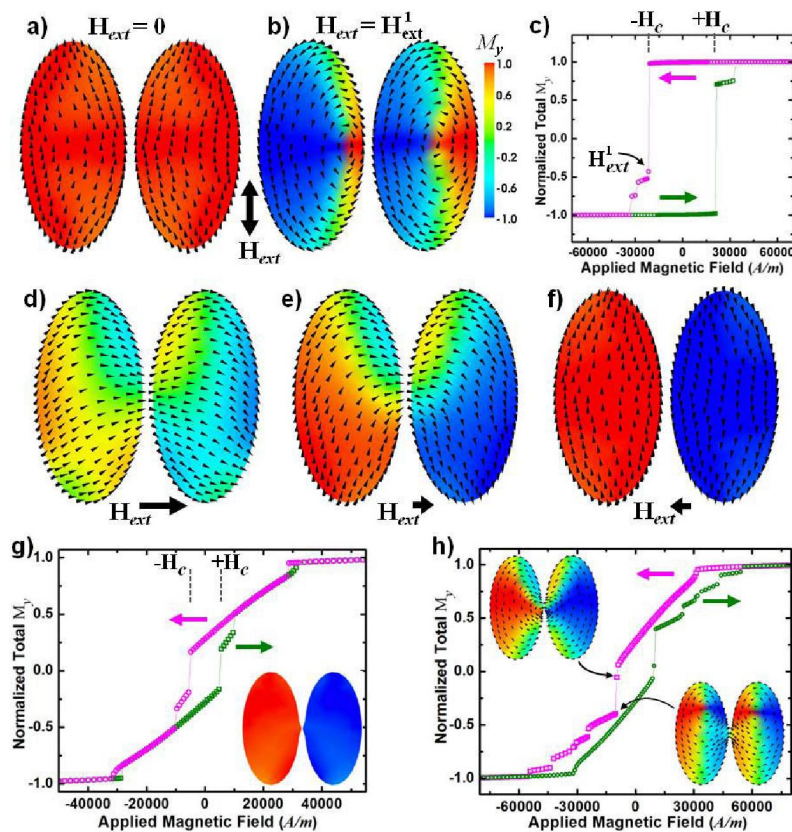 a) H_ext = 0
b) H_ext = H¹_ext
M_y
1.0
0.6
0.2
- 0.2
- 0.6
- 1.0
H_ext
c) -H_c +H_c
Normalized Total M_y
1.0
0.5
0.0
-0.5
-1.0
H¹_ext
-60000 -30000 0 30000 60000
Applied Magnetic Field (A/m)
d)
H_ext
e)
H_ext
f)
H_ext
g) -H_c +H_c
Normalized Total M_y
1.0
0.5
0.0
-0.5
-1.0
-40000 -20000 0 20000 40000
Applied Magnetic Field (A/m)
h)
Normalized Total M_y
1.0
0.5
0.0
-0.5
-1.0
-60000 -30000 0 30000 60000
Applied Magnetic Field (A/m)